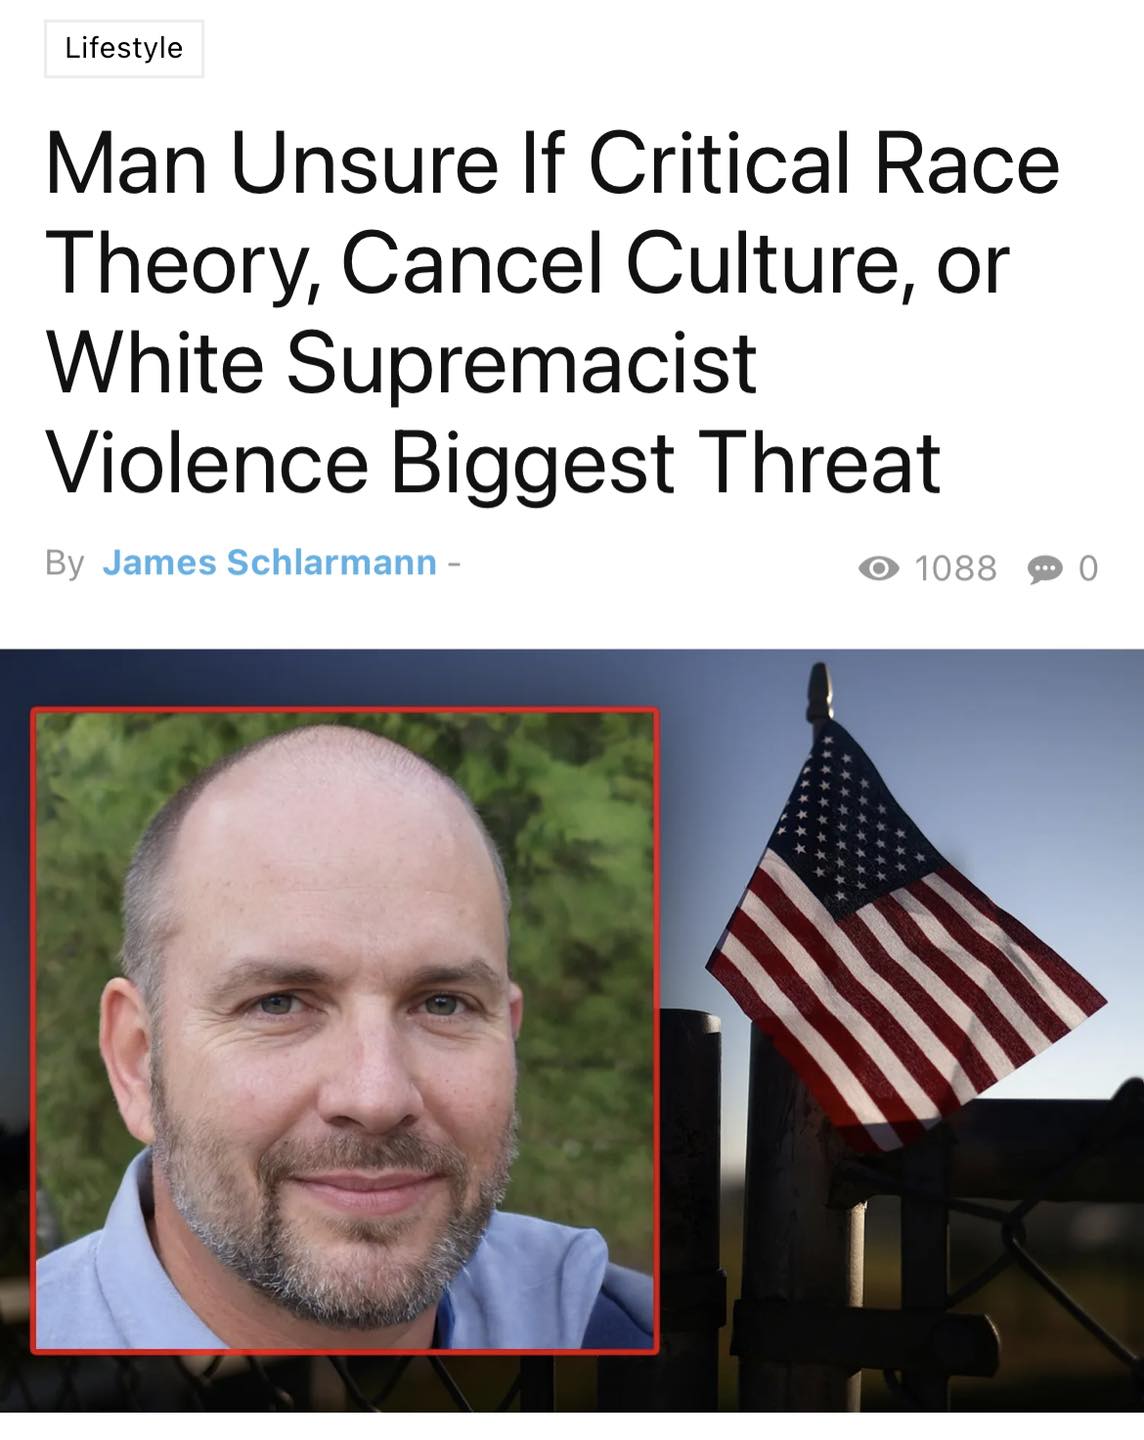 Lifestyle
Man Unsure If Critical Race
Theory, Cancel Culture, or
White Supremacist
Violence Biggest Threat
By James Schlarmann - 1088 0